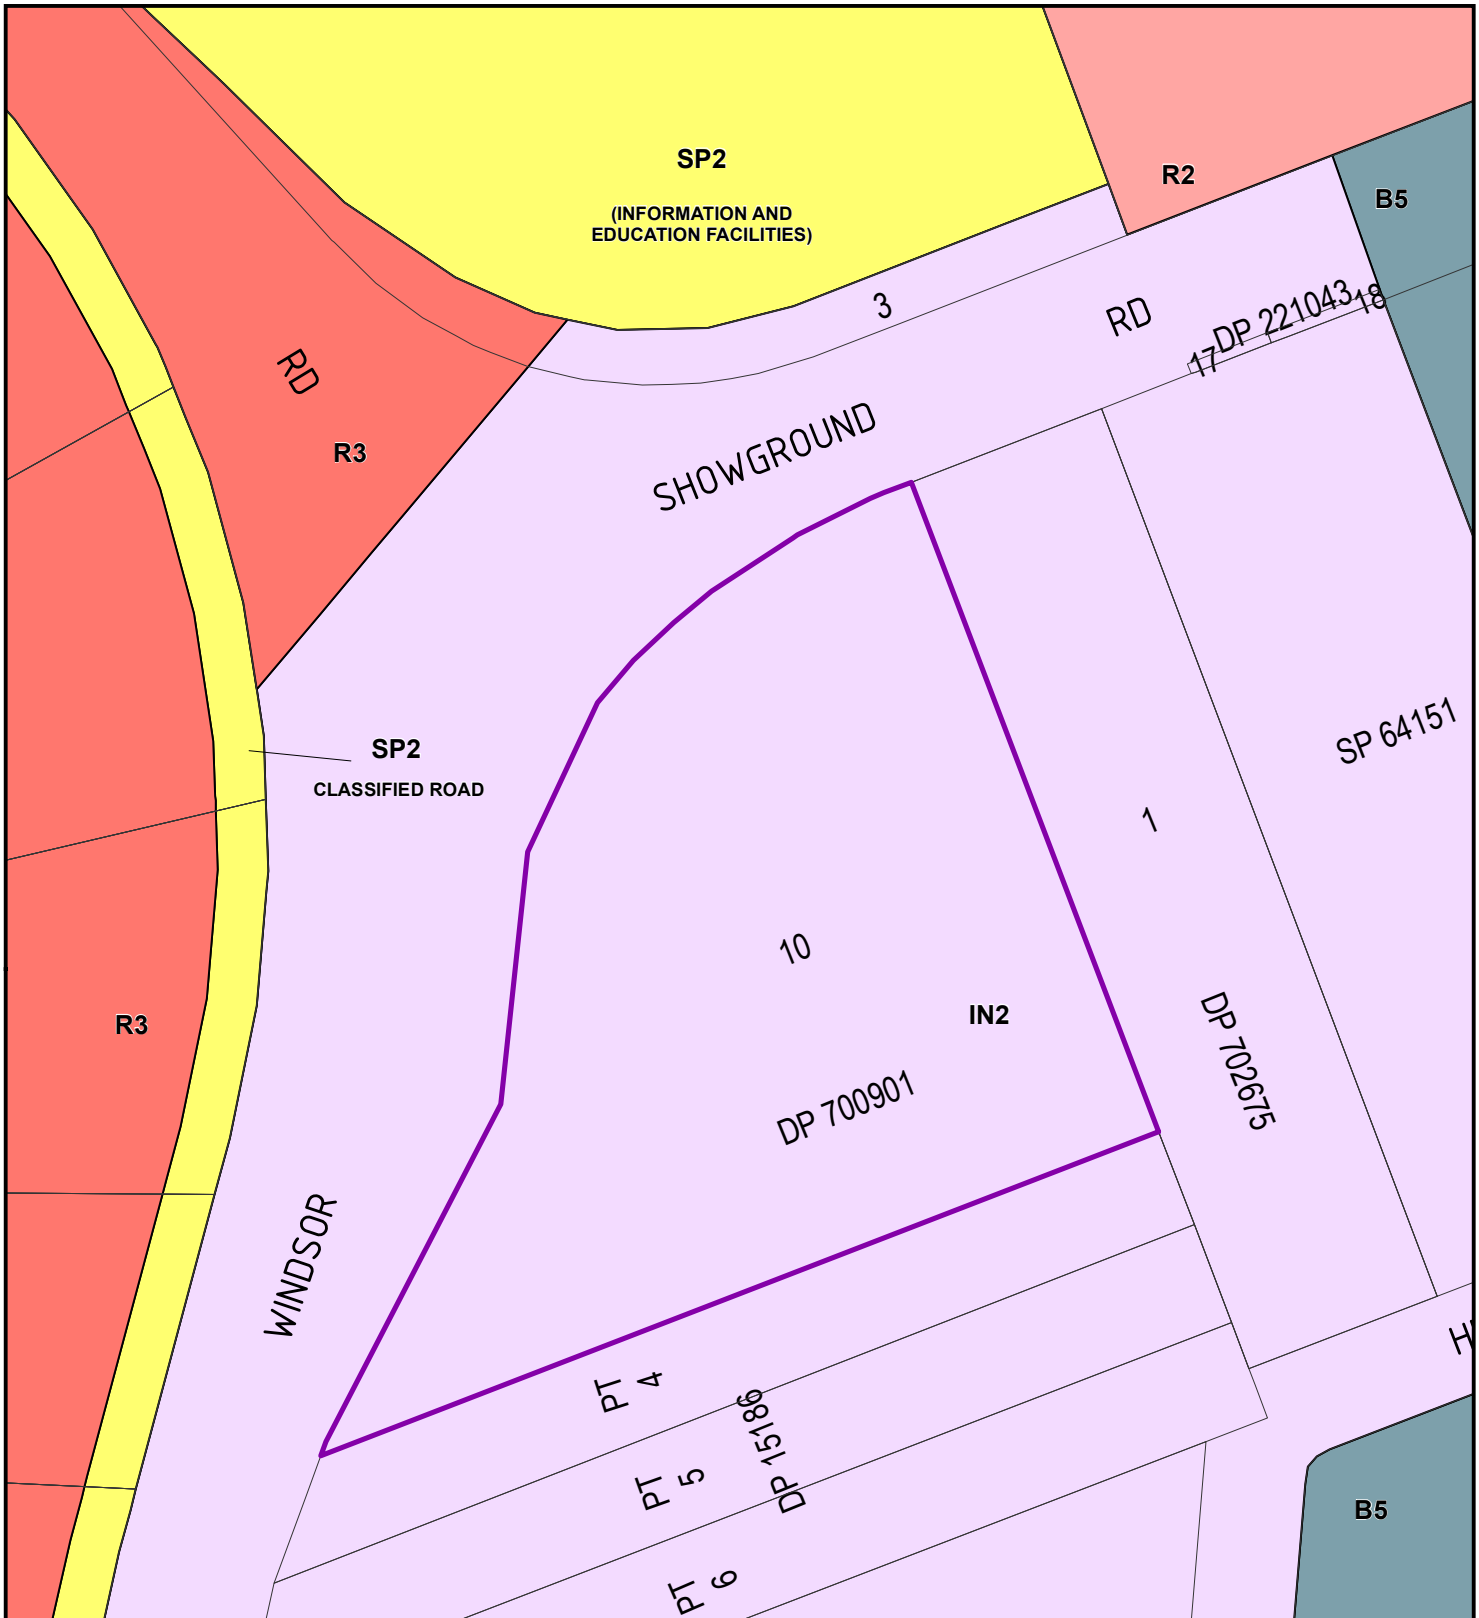 SP2
(INFORMATION AND
EDUCATION FACILITIES)
R2
B5
3
RD
DP 221043
18
17
RD
R3
SHOWGROUND
SP2
CLASSIFIED ROAD
SP 64151
1
10
IN2
R3
DP 702675
DP 700901
WINDSOR
PT
4
DP 15186
PT
5
B5
PT
6